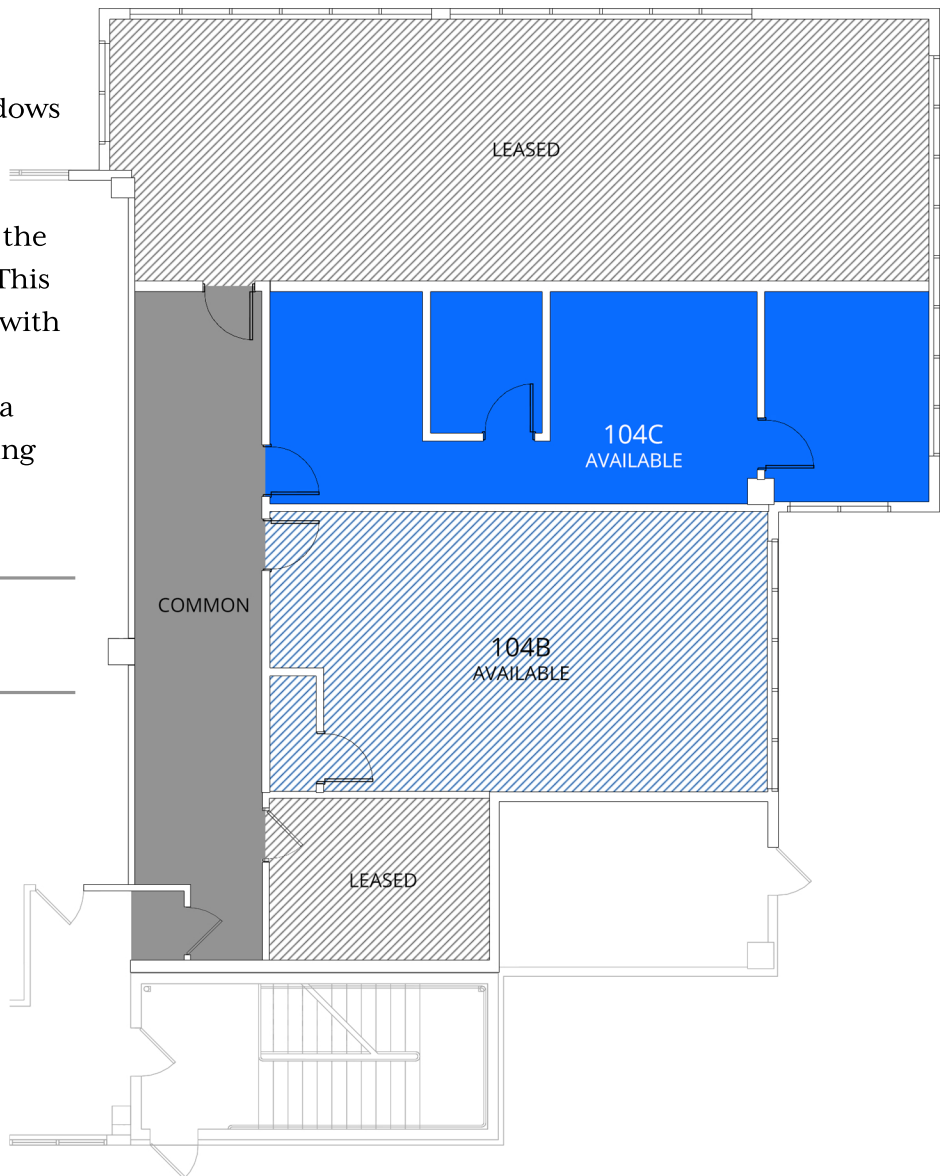 dows
the
This
with
a
ng
LEASED
104C
AVAILABLE
COMMON
104B
AVAILABLE
LEASED